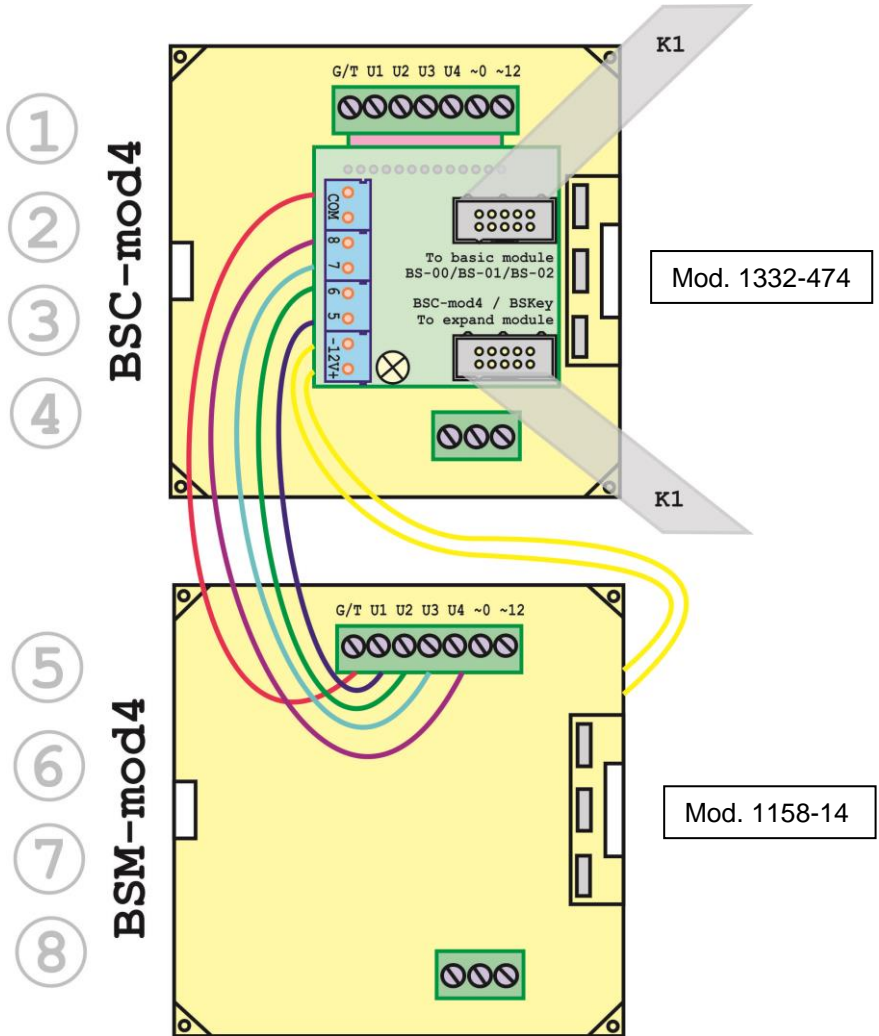 K1
G/T U1 U2 U3 U4 ~0 ~12
1
2
3
4
BSC-mod4
COM
8
7
6
5
-12V+
To basic module
BS-00/BS-01/BS-02
BSC-mod4 / BSKey
To expand module
Mod. 1332-474
K1
G/T U1 U2 U3 U4 ~0 ~12
5
6
7
8
BSM-mod4
Mod. 1158-14